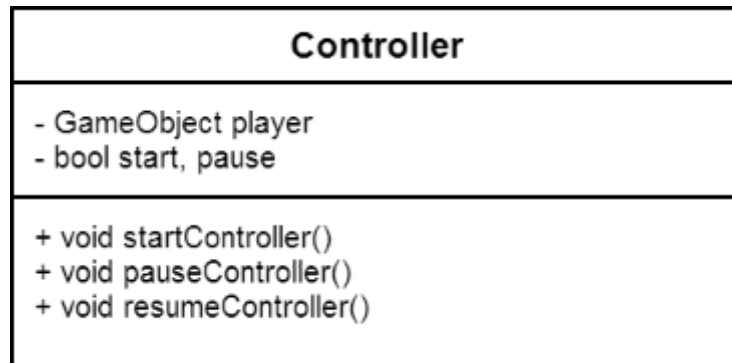 Controller
- GameObject player
- bool start, pause
+ void startController()
+ void pauseController()
+ void resumeController()